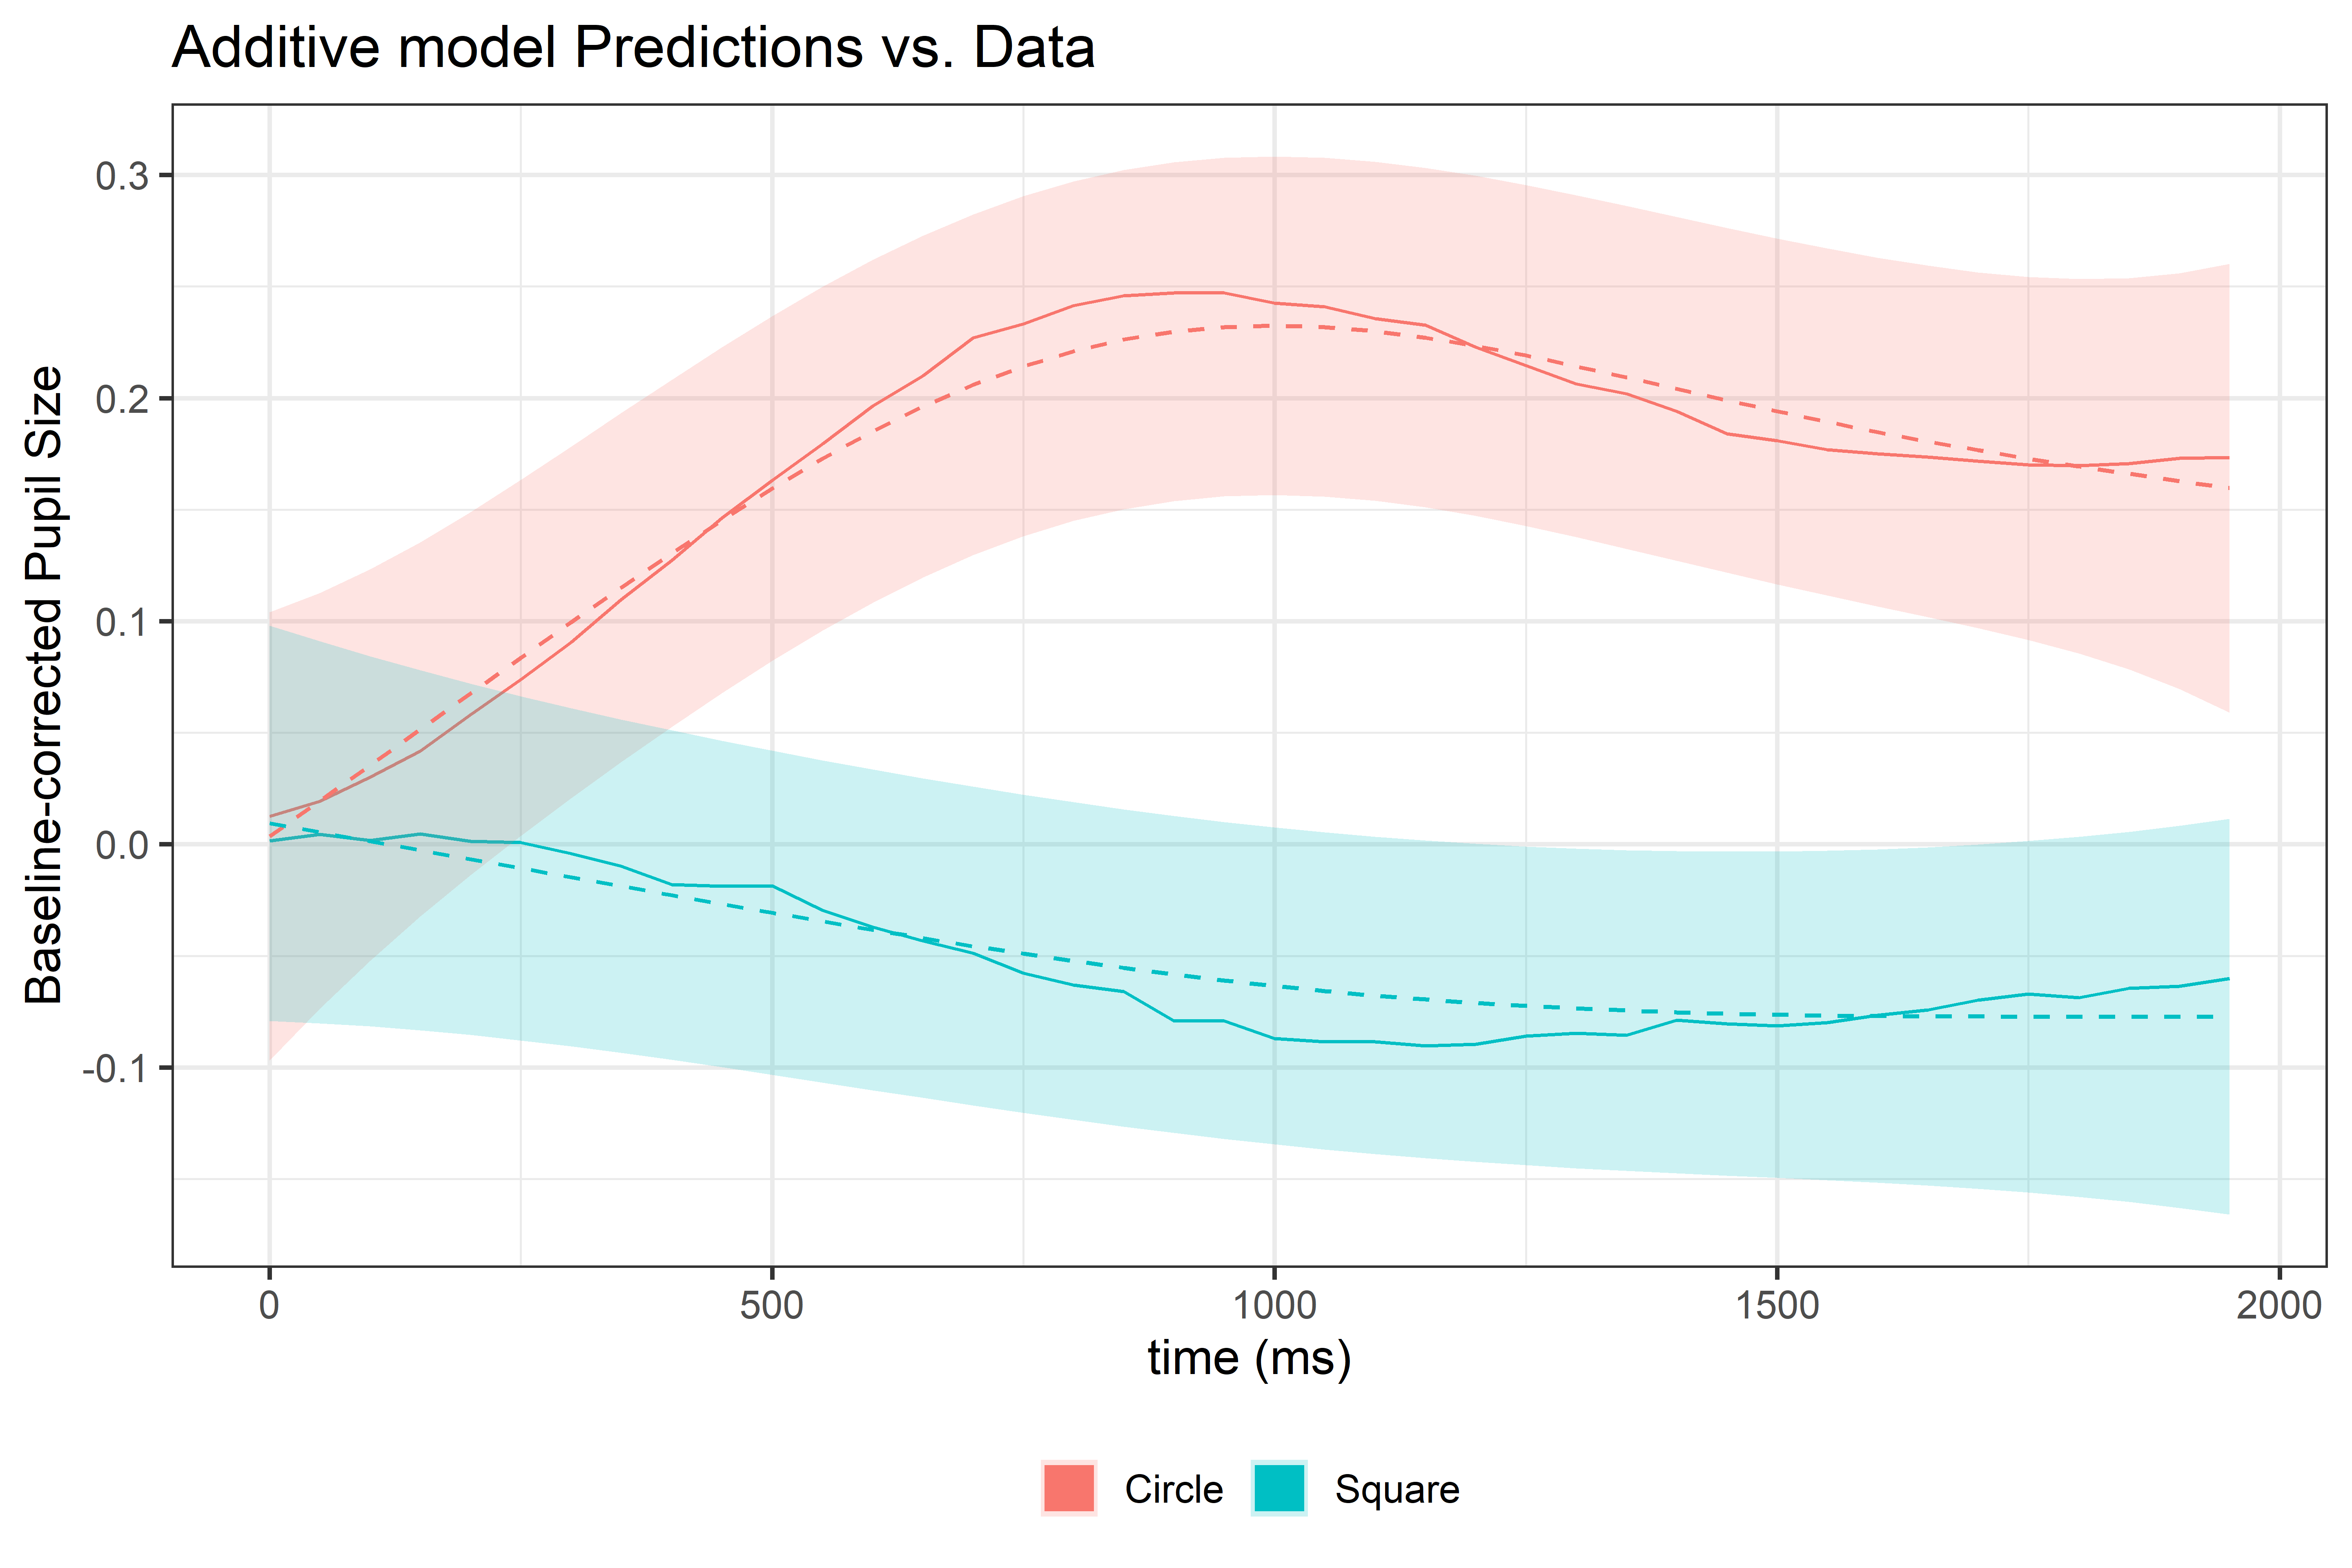 Additive model Predictions vs. Data
Baseline-corrected Pupil Size
0.3
0.2
0.1
0.0
-0.1
0 500 1000 1500 2000
time (ms)
Circle Square